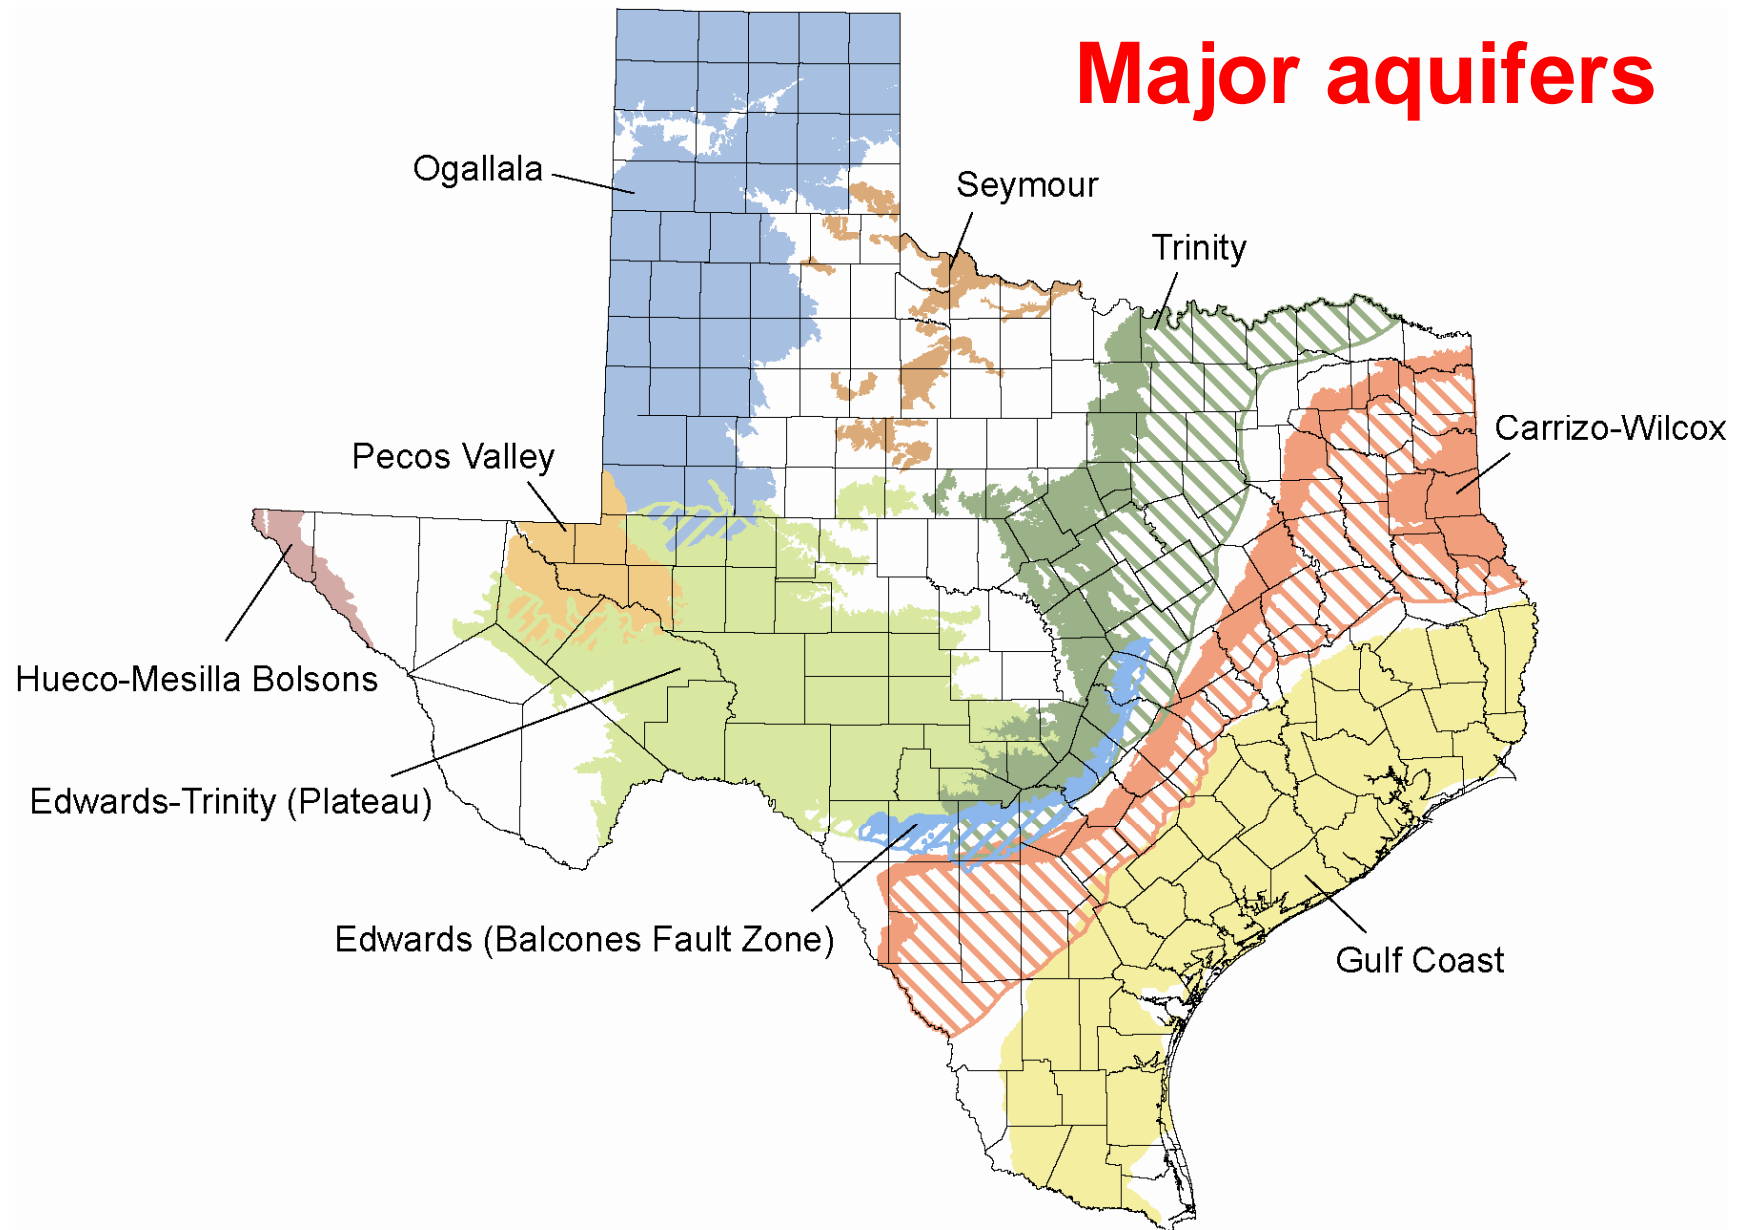 Major aquifers
Ogallala
Seymour
Trinity
Carrizo-Wilcox
Pecos Valley
Hueco-Mesilla Bolsons
Edwards-Trinity (Plateau)
Edwards (Balcones Fault Zone)
Gulf Coast